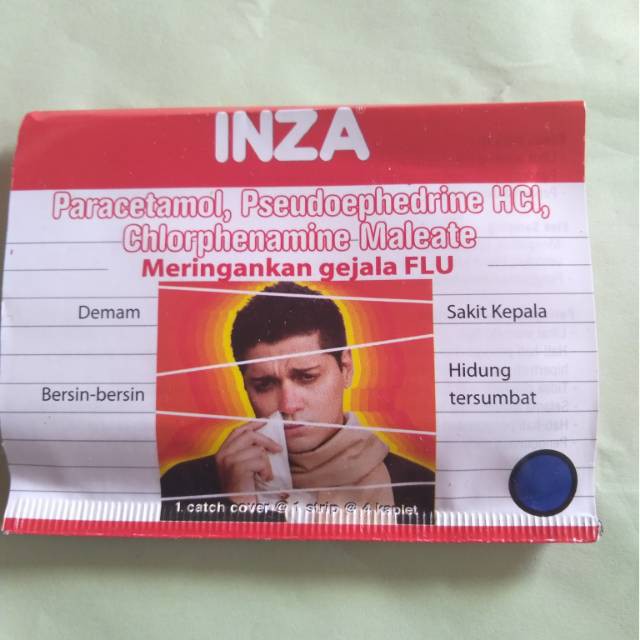 INZA
Paracetamol, Pseudoephedrine HCl,
Chlorphenamine Maleate
Meringankan gejala FLU
Demam
Sakit Kepala
Bersin-bersin
Hidung
tersumbat
1 catch cover @ 1 strip @ 4 kaplet